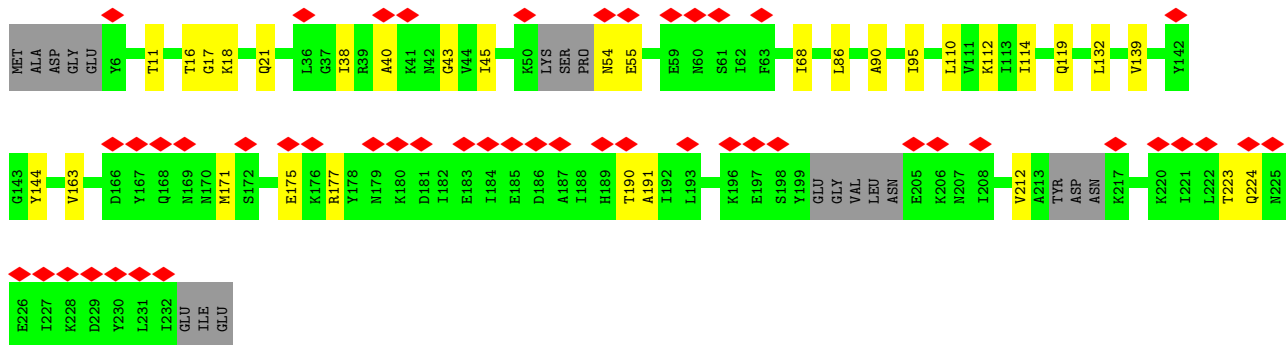 MET ALA ASP GLY GLU Y6 T11 T16 G17 K18 Q21 L36 G37 I38 R39 A40 K41 N42 G43 V44 I45 K50 LYS SER PRO N54 E55 E59 N60 S61 I62 F63 I68 L86 A90 I95 L110 V111 K112 I113 I114 Q119 L132 V139 Y142
G143 Y144 V163 D166 Y167 Q168 N169 N170 M171 S172 E175 K176 R177 Y178 N179 K180 D181 I182 E183 I184 E185 D186 A187 I188 H189 T190 A191 I192 L193 K196 E197 S198 Y199 GLU GLY VAL LEU ASN E205 K206 N207 I208 V212 A213 TYR ASP ASN K217 K220 I221 L222 T223 Q224 N225
E226 I227 K228 D229 Y230 L231 I232 GLU ILE GLU